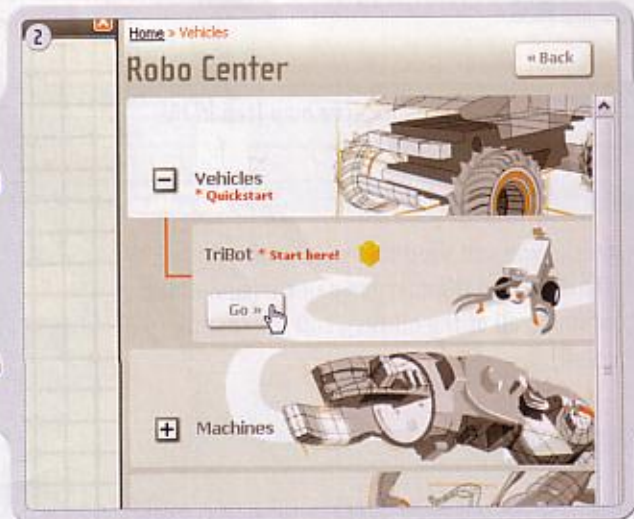 2
Home » Vehicles
Robo Center
« Back
Vehicles
* Quickstart
TriBot * Start here!
Go »
Machines